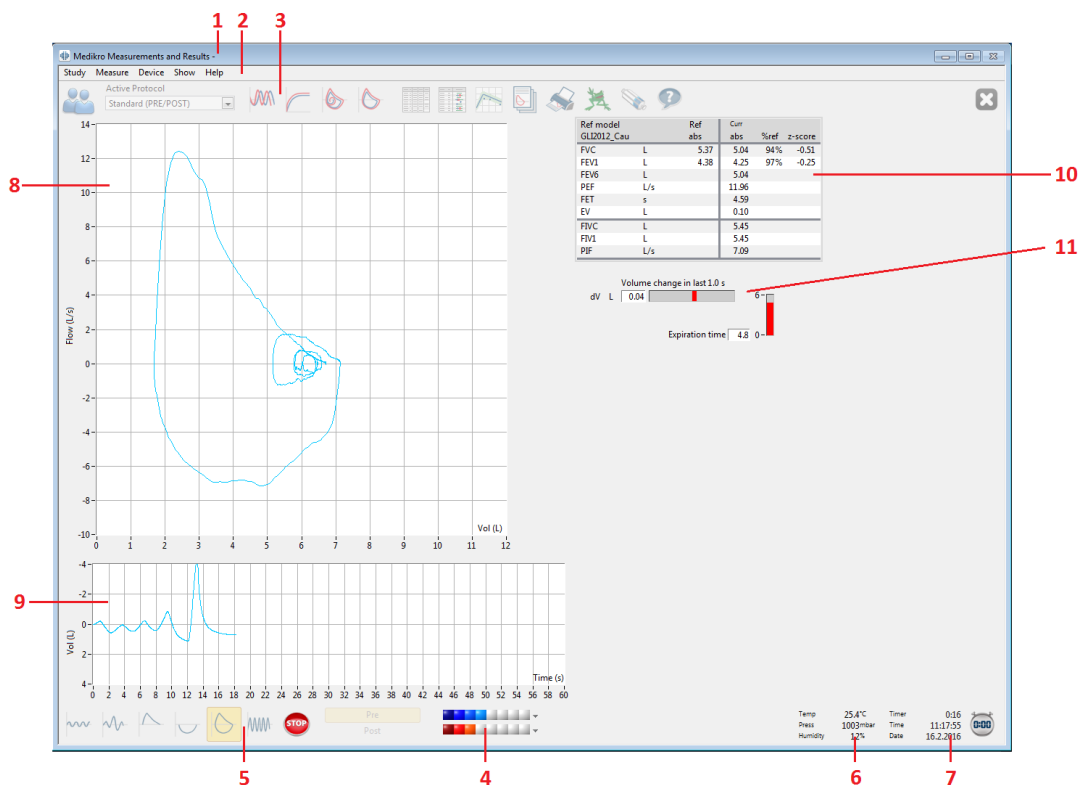 1 2 3
Medikro Measurements and Results -
Study Measure Device Show Help
Active Protocol
Standard (PRE/POST)
14
12
10
8
6
4
2
0
-2
-4
-6
-8
-10
Flow (L/s)
Vol (L)
0 1 2 3 4 5 6 7 8 9 10 11 12
8
Ref model Ref Curr
GLI2012_Cau abs abs %ref z-score
FVC L 5.37 5.04 94% -0.51
FEV1 L 4.38 4.25 97% -0.25
FEV6 L 5.04
PEF L/s 11.96
FET s 4.59
EV L 0.10
FIVC L 5.45
FIV1 L 5.45
PIF L/s 7.09
10
11
Volume change in last 1.0 s
dV L 0.04
6
Expiration time 4.8 0
9
-4
-2
0
2
4
Vol (L)
Time (s)
0 2 4 6 8 10 12 14 16 18 20 22 24 26 28 30 32 34 36 38 40 42 44 46 48 50 52 54 56 58 60
STOP
Pre
Post
Temp 25.4°C Timer 0:16
Press 1003mbar Time 11:17:55
Humidity 12% Date 16.2.2016
0:00
5 4 6 7